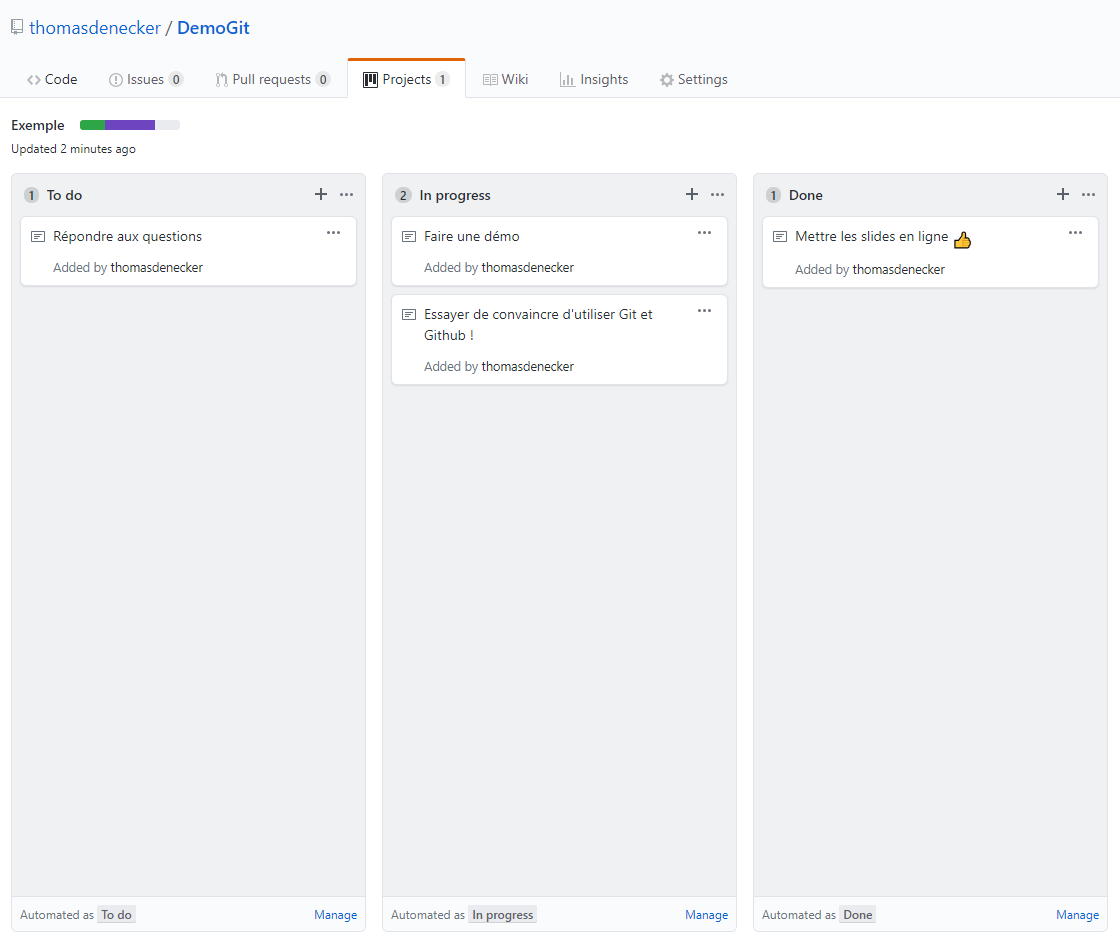 thomasdenecker / DemoGit
Code Issues 0 Pull requests 0 Projects 1 Wiki Insights Settings
Exemple
Updated 2 minutes ago
1 To do
Répondre aux questions
Added by thomasdenecker
Automated as To do Manage
2 In progress
Faire une démo
Added by thomasdenecker
Essayer de convaincre d'utiliser Git et
Github !
Added by thomasdenecker
Automated as In progress Manage
1 Done
Mettre les slides en ligne 👍
Added by thomasdenecker
Automated as Done Manage